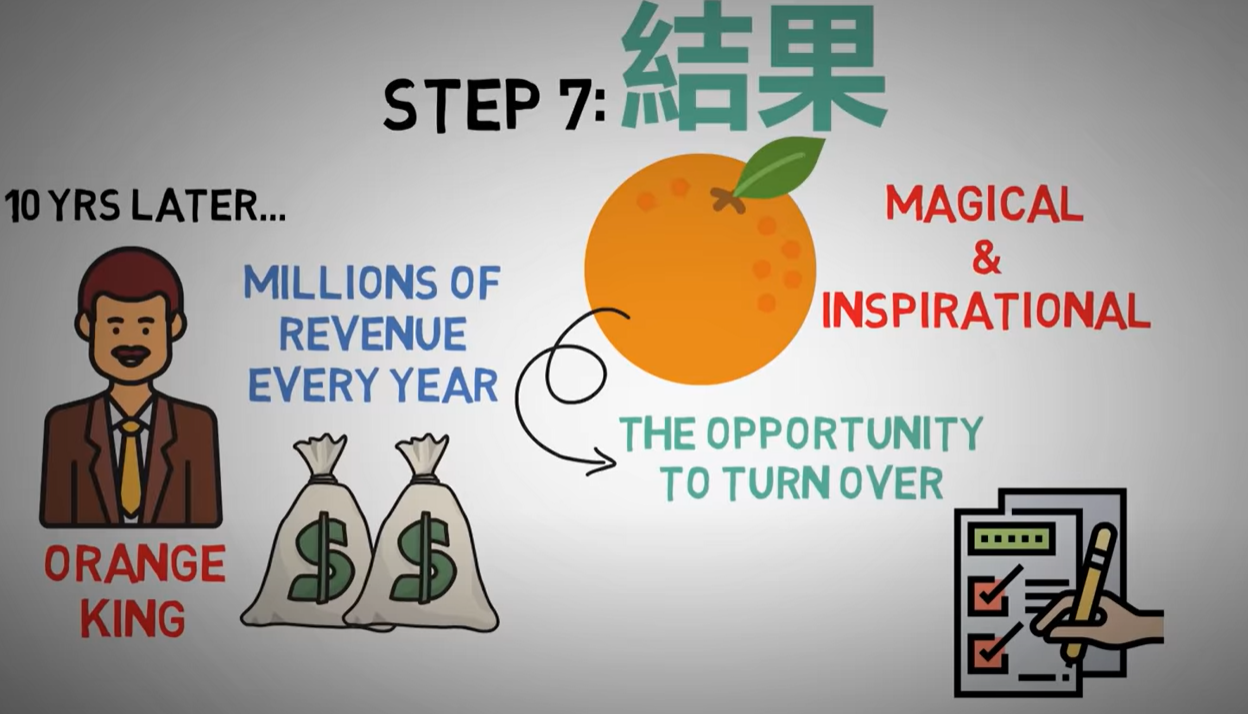 STEP 7: 結果
10 YRS LATER...
MILLIONS OF
REVENUE
EVERY YEAR
ORANGE
KING
$ $
MAGICAL
&
INSPIRATIONAL
THE OPPORTUNITY
TO TURN OVER